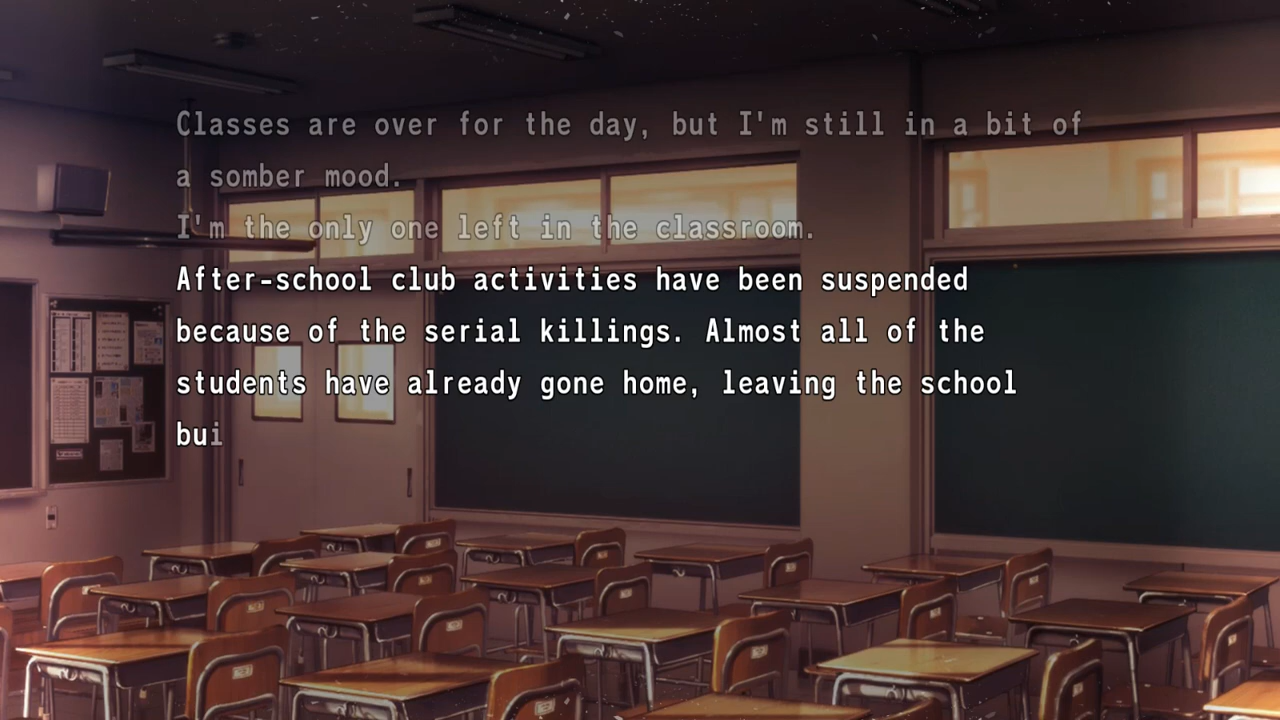 Classes are over for the day, but I'm still in a bit of
a somber mood.
I'm the only one left in the classroom.
After-school club activities have been suspended
because of the serial killings. Almost all of the
students have already gone home, leaving the school
bui